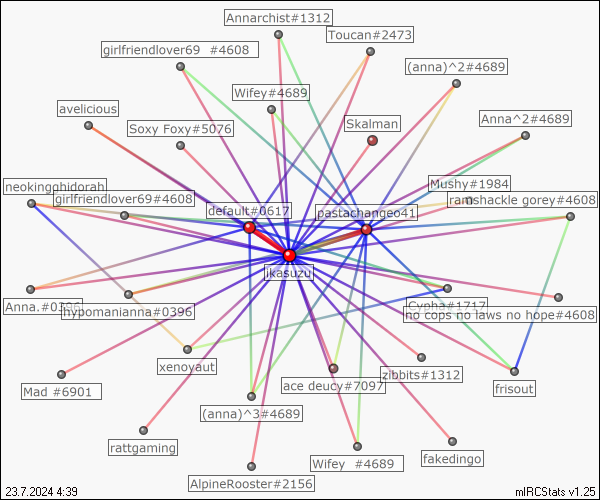 Annarchist#1312
Toucan#2473
girlfriendlover69 #4608
(anna)^2#4689
Wifey#4689
avelicious
Soxy Foxy#5076
Skalman
Anna^2#4689
neokingghidorah
girlfriendlover69#4608
Mushy#1984
ramshackle gorey#4608
default#0617
pastachangeo41
ikasuzu
Anna.#0396
hypomanianna#0396
Cypha#1717
no cops no laws no hope#4608
xenoyaut
zibbits#1312
Mad #6901
ace deucy#7097
frisout
(anna)^3#4689
rattgaming
fakedingo
Wifey #4689
AlpineRooster#2156
23.7.2024 4:39
mIRCStats v1.25